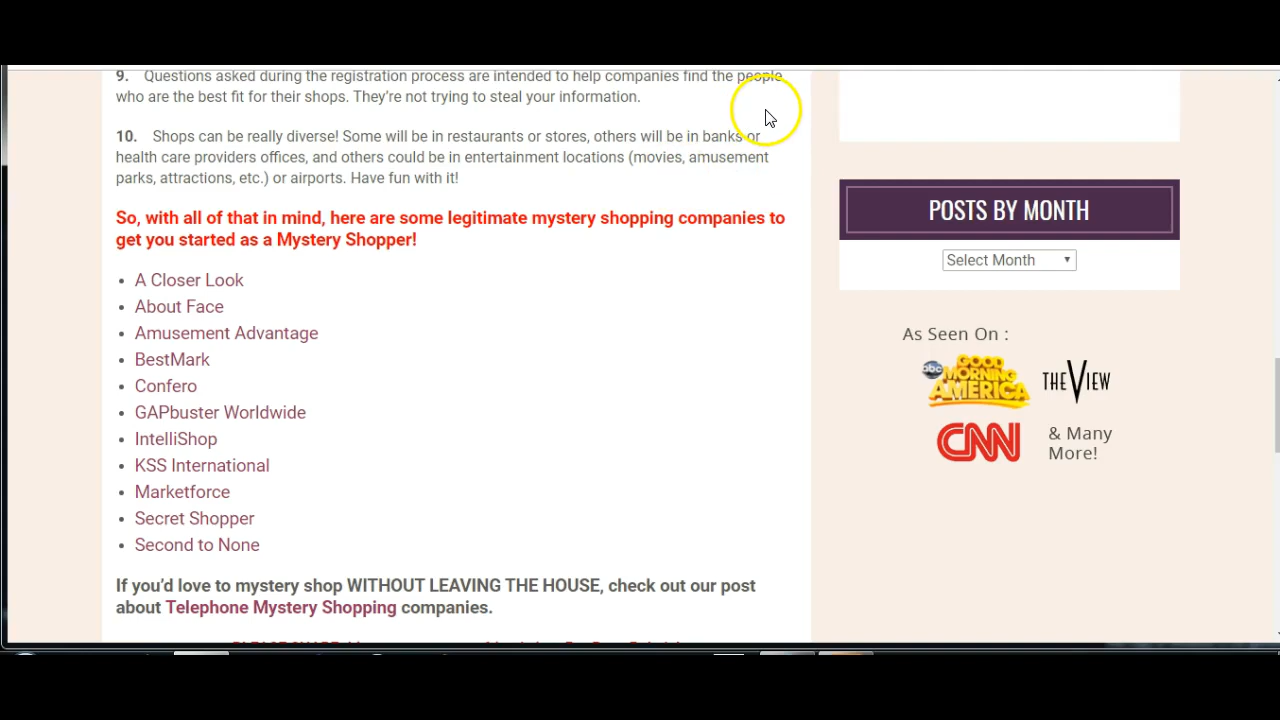 9. Questions asked during the registration process are intended to help companies find the people
who are the best fit for their shops. They're not trying to steal your information.
10. Shops can be really diverse! Some will be in restaurants or stores, others will be in banks or
health care providers offices, and others could be in entertainment locations (movies, amusement
parks, attractions, etc.) or airports. Have fun with it!
So, with all of that in mind, here are some legitimate mystery shopping companies to
get you started as a Mystery Shopper!
• A Closer Look
• About Face
• Amusement Advantage
• BestMark
• Confero
• GAPbuster Worldwide
• IntelliShop
• KSS International
• Marketforce
• Secret Shopper
• Second to None
If you'd love to mystery shop WITHOUT LEAVING THE HOUSE, check out our post
about Telephone Mystery Shopping companies.
POSTS BY MONTH
Select Month
As Seen On :
abc GOOD
MORNING
AMERICA
THE VIEW
CNN
& Many
More!